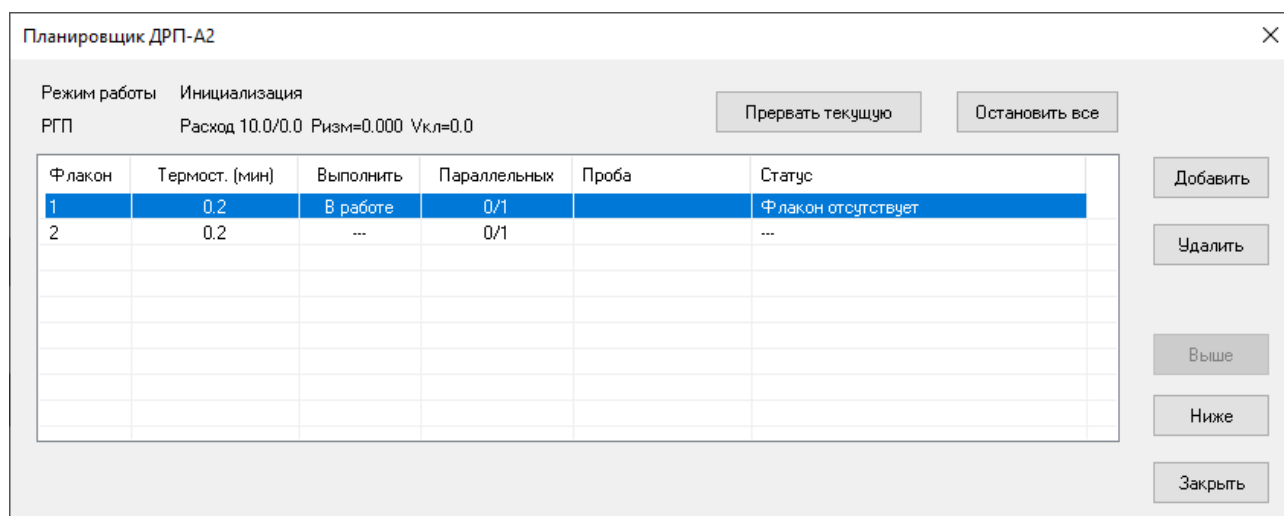 Планировщик ДРП-А2
Режим работы Инициализация
Прервать текущую Остановить все
РГП Расход 10.0/0.0 Ризм=0.000 Vкл=0.0
Флакон Термост. (мин) Выполнить Параллельных Проба Статус
Добавить
1 0.2 В работе 0/1 Флакон отсутствует
2 0.2 --- 0/1 ---
Удалить
Выше
Ниже
Закрыть